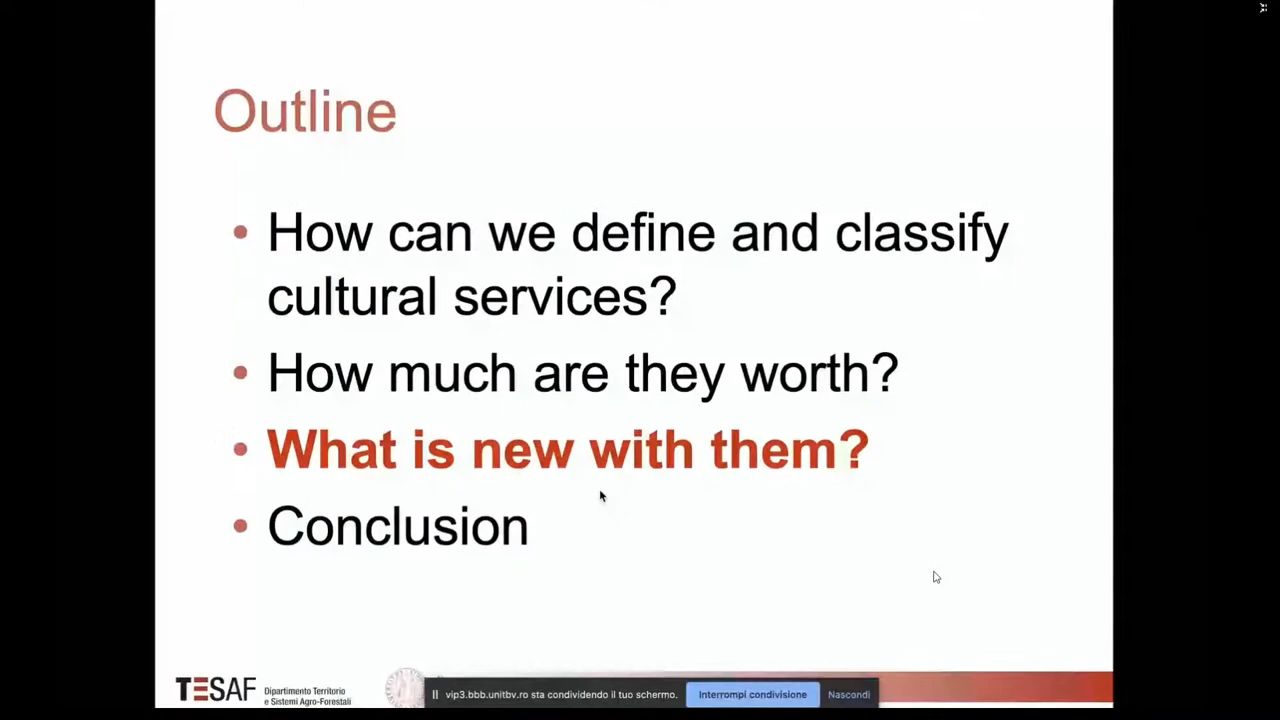 Outline
• How can we define and classify
cultural services?
• How much are they worth?
• What is new with them?
• Conclusion
TESAF
Dipartimento Territorio
e Sistemi Agro-Forestali
vip3.bbb.unitbv.ro sta condividendo il tuo schermo.
Interrompi condivisione
Nascondi